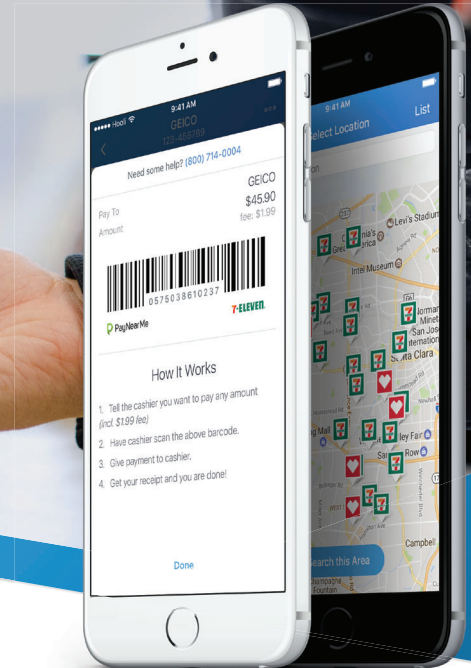 Hooli
9:41 AM
GEICO
123-456789
Need some help? (800) 714-0004
Pay To
GEICO
Amount
$45.90
fee: $1.99
0575038610237
PayNearMe
7-ELEVEN
How It Works
1. Tell the cashier you want to pay any amount
(incl. $1.99 fee)
2. Have cashier scan the above barcode.
3. Give payment to cashier.
4. Get your receipt and you are done!
Done
9:41 AM
Select Location
List
Levi's Stadium
Intel Museum
Santa Clara
Campbell
Search this Area
Champagne
Fountain